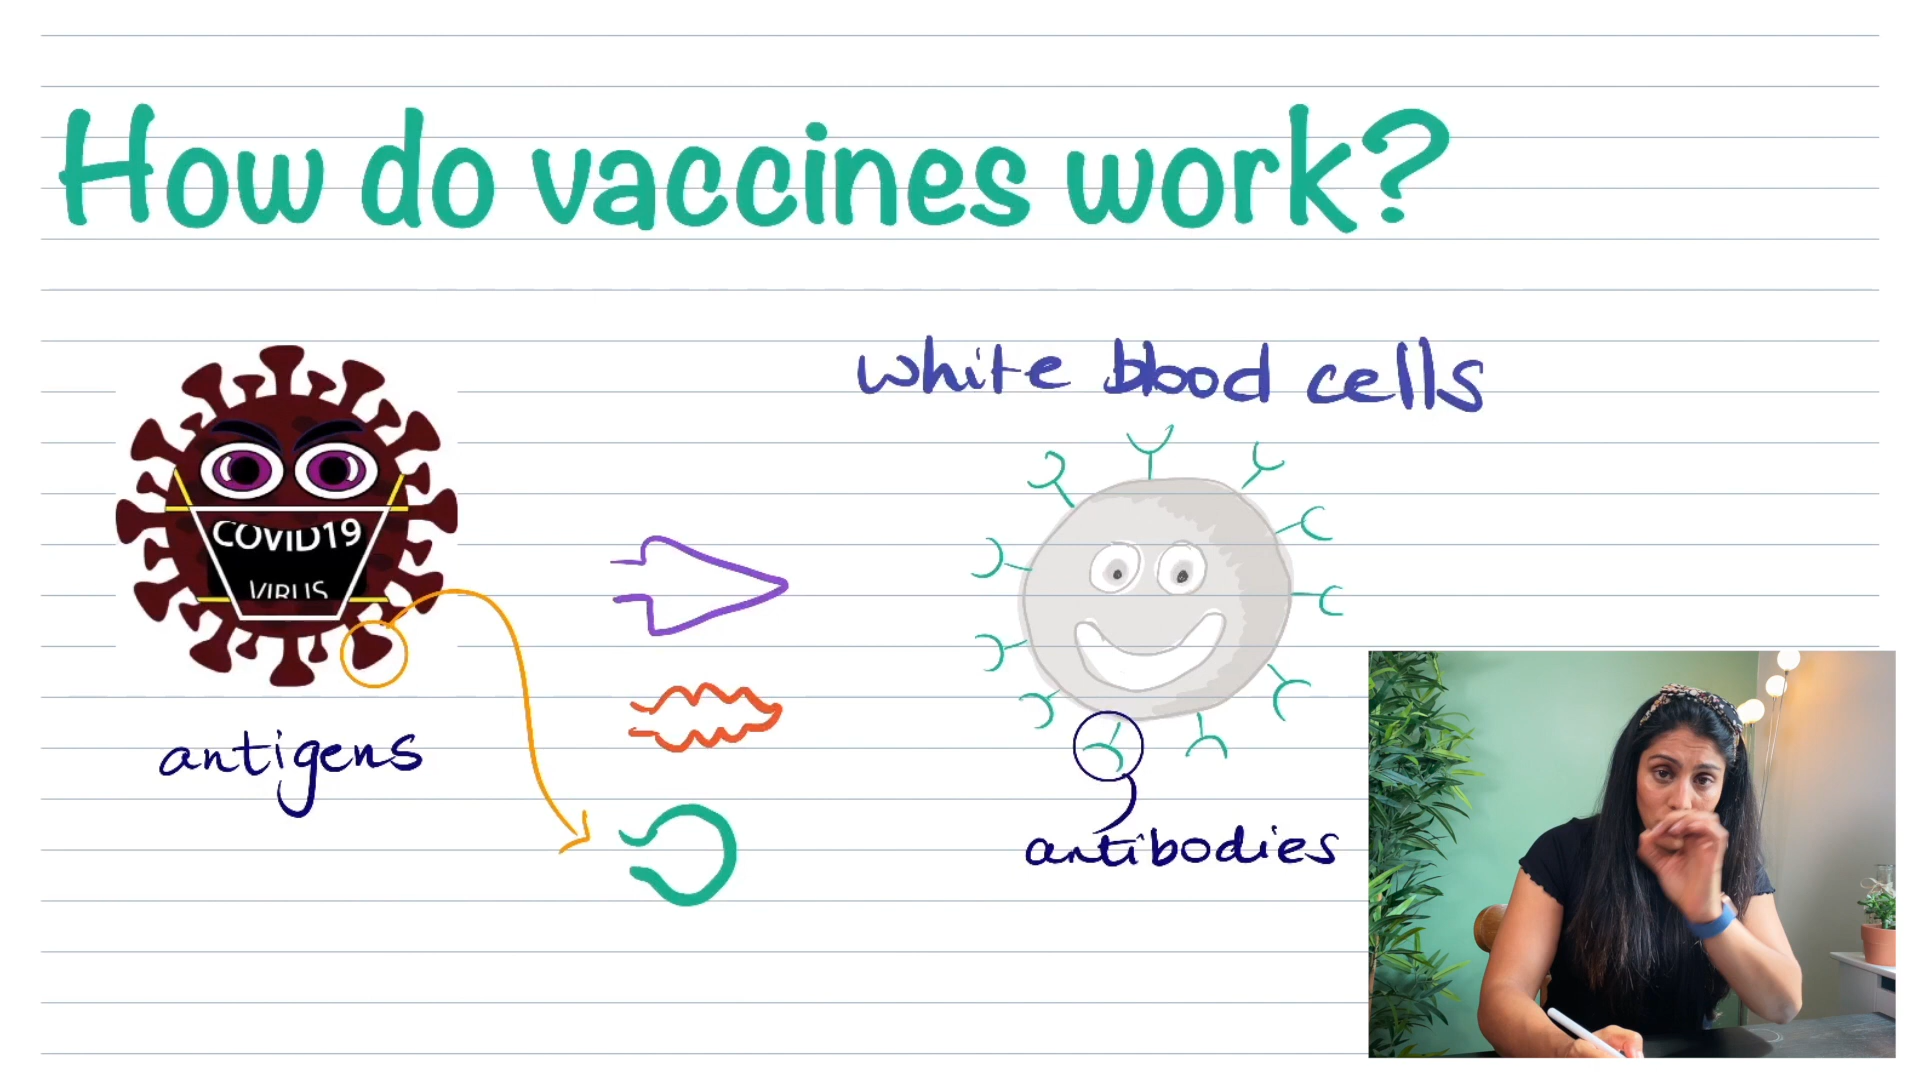 How do vaccines work?
white blood cells
COVID19
VIRUS
antigens
antibodies